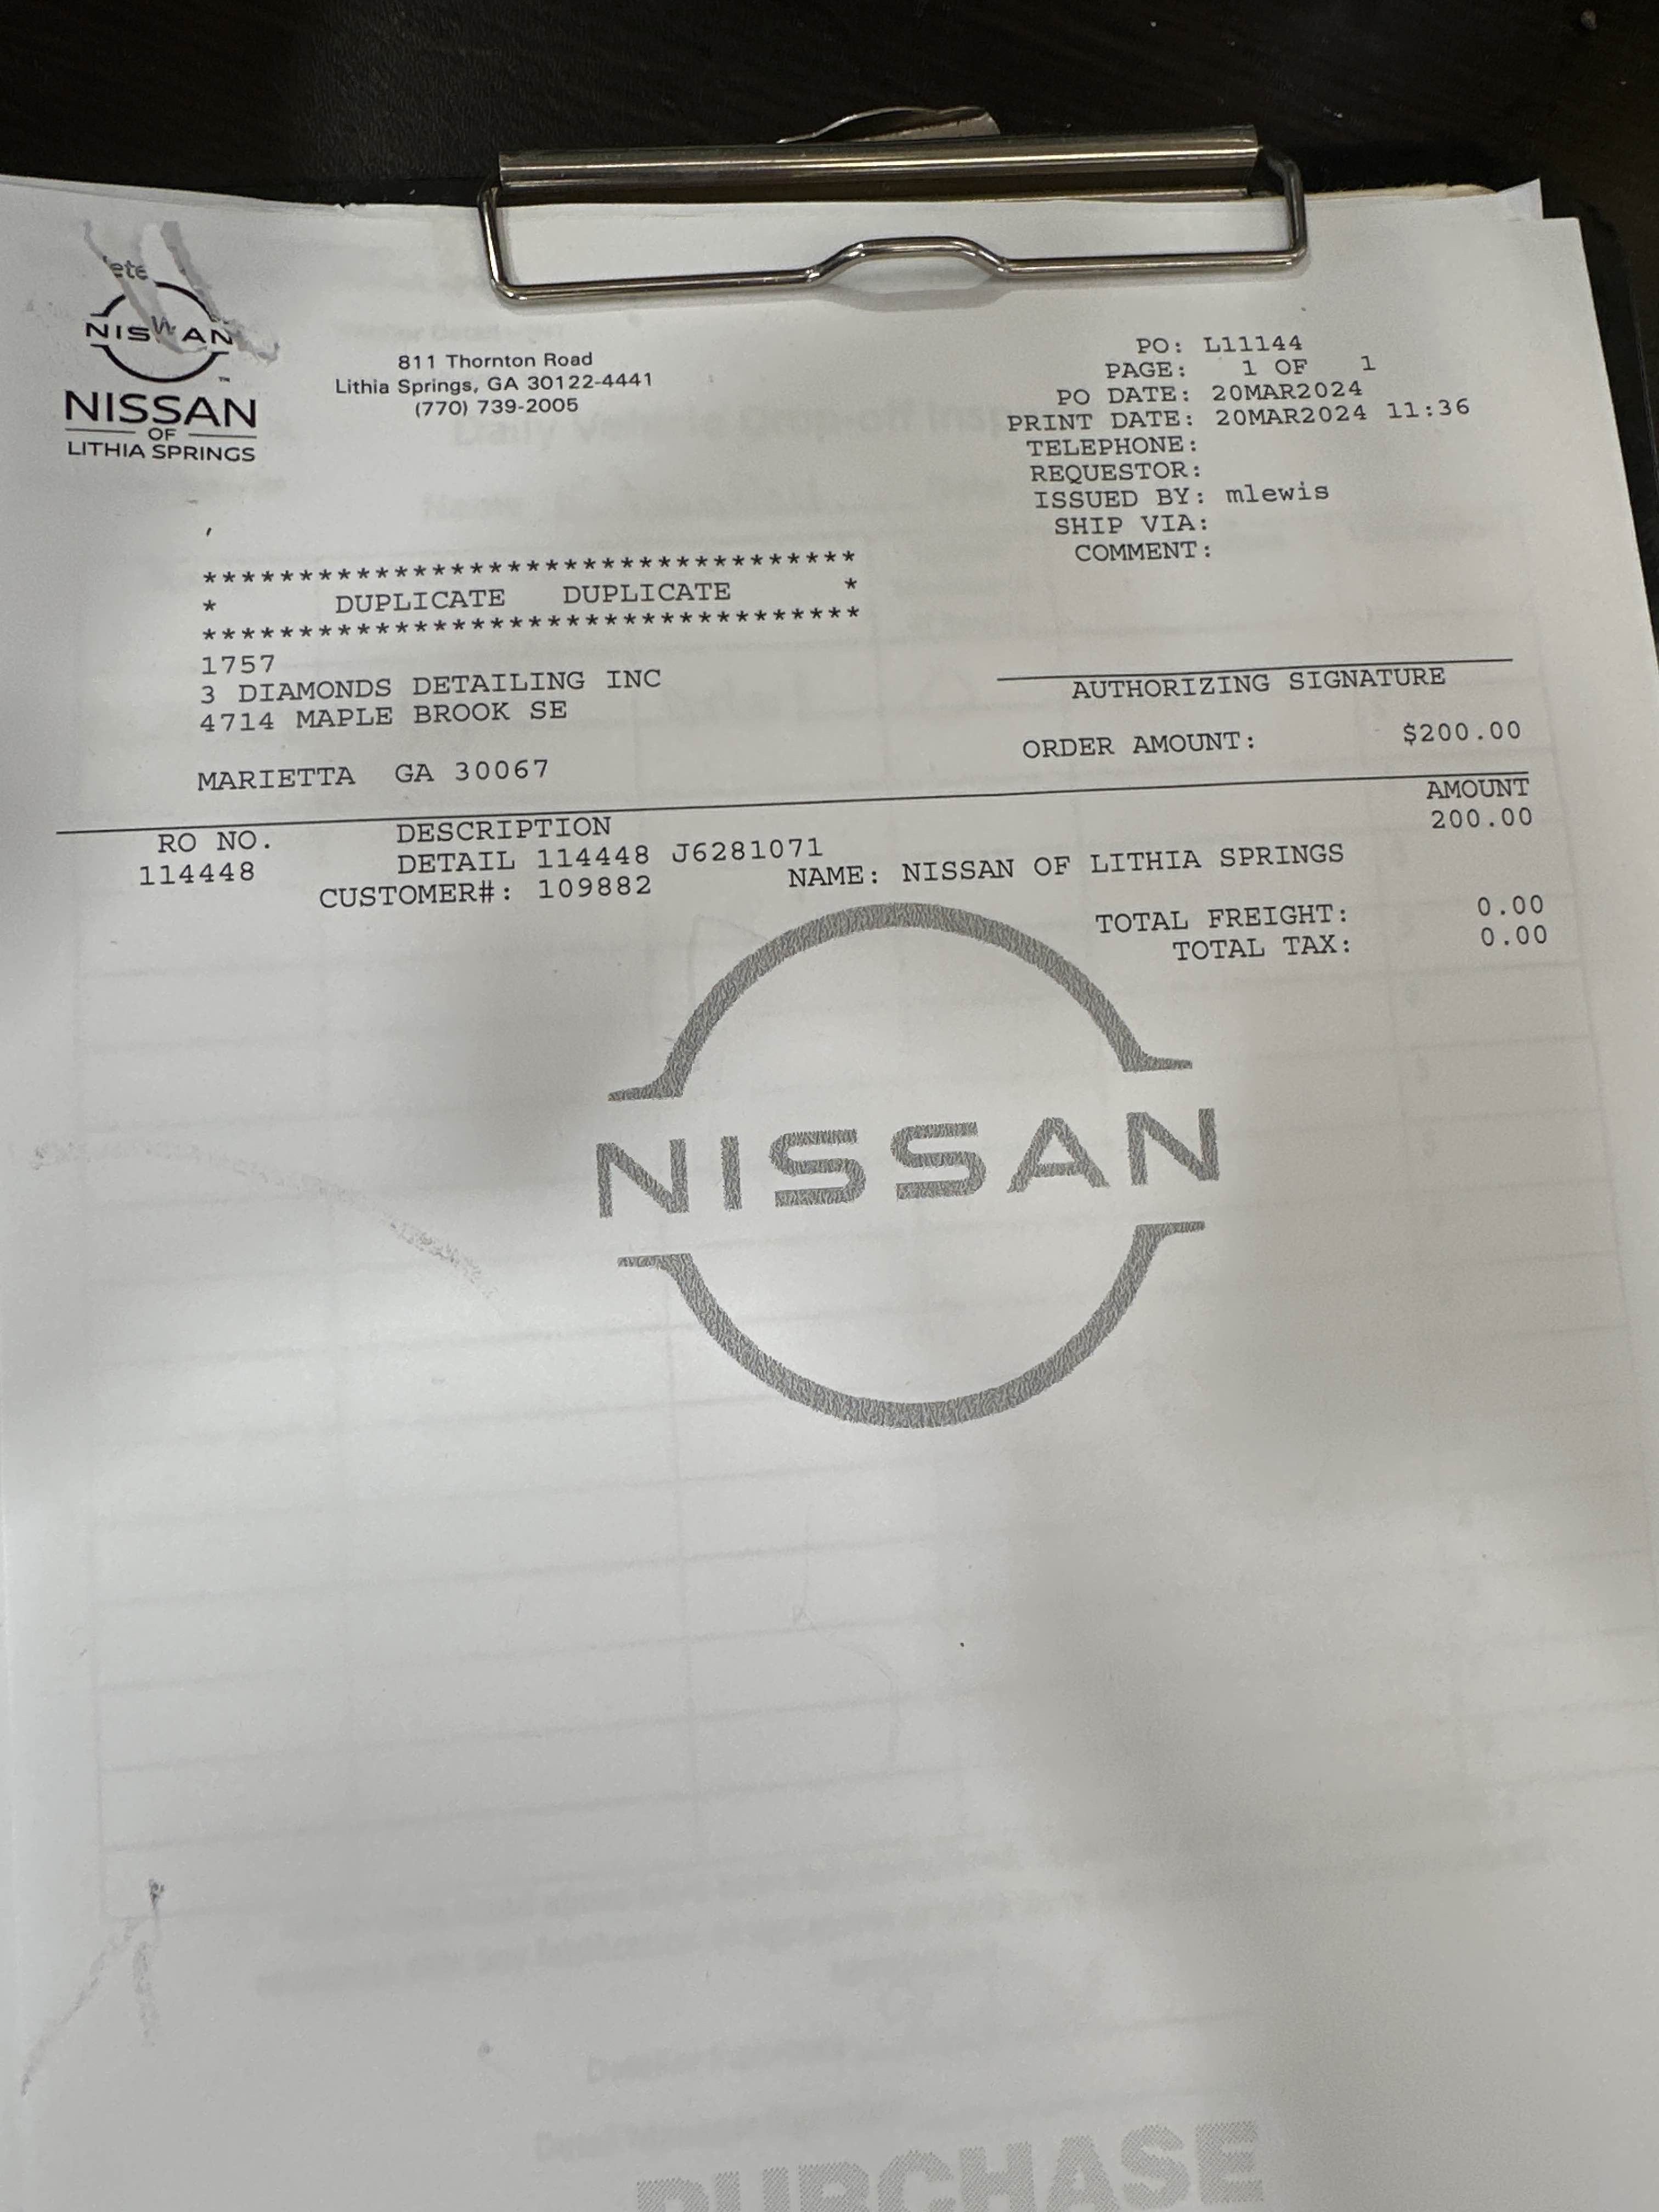 NISSAN
NISSAN
OF
LITHIA SPRINGS
811 Thornton Road
Lithia Springs, GA 30122-4441
(770) 739-2005
PO: L11144
PAGE: 1 OF 1
PO DATE: 20MAR2024
PRINT DATE: 20MAR2024 11:36
TELEPHONE:
REQUESTOR:
ISSUED BY: mlewis
SHIP VIA:
COMMENT:
**********************************
* DUPLICATE DUPLICATE *
**********************************
1757
3 DIAMONDS DETAILING INC
4714 MAPLE BROOK SE
MARIETTA GA 30067
AUTHORIZING SIGNATURE
ORDER AMOUNT: $200.00
RO NO. DESCRIPTION AMOUNT
114448 DETAIL 114448 J6281071 200.00
CUSTOMER#: 109882 NAME: NISSAN OF LITHIA SPRINGS
TOTAL FREIGHT: 0.00
TOTAL TAX: 0.00
NISSAN
PURCHASE